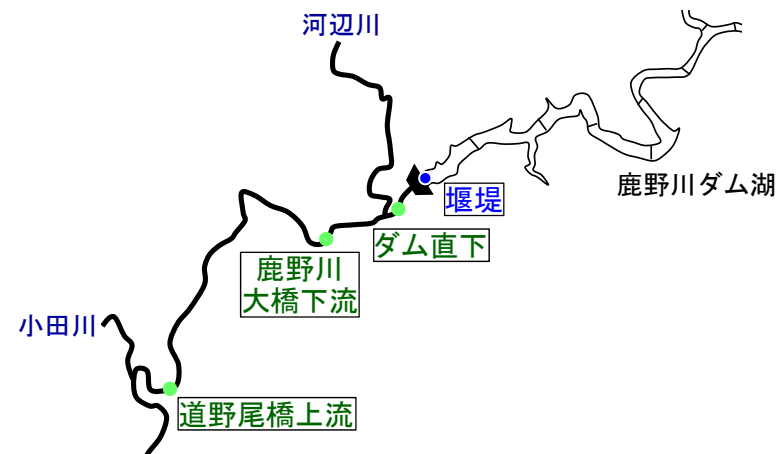 河辺川
鹿野川ダム湖
堰堤
ダム直下
鹿野川
大橋下流
小田川
道野尾橋上流